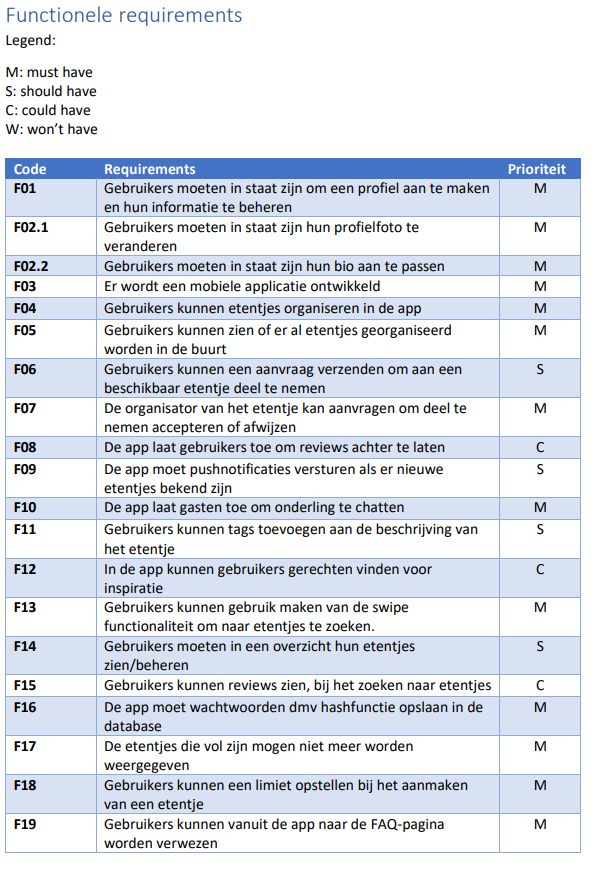 Functionele requirements
Legend:
M: must have
S: should have
C: could have
W: won't have
Code Requirements Prioriteit
F01 Gebruikers moeten in staat zijn om een profiel aan te maken M
en hun informatie te beheren
F02.1 Gebruikers moeten in staat zijn hun profielfoto te M
veranderen
F02.2 Gebruikers moeten in staat zijn hun bio aan te passen M
F03 Er wordt een mobiele applicatie ontwikkeld M
F04 Gebruikers kunnen etentjes organiseren in de app M
F05 Gebruikers kunnen zien of er al etentjes georganiseerd M
worden in de buurt
F06 Gebruikers kunnen een aanvraag verzenden om aan een S
beschikbaar etentje deel te nemen
F07 De organisator van het etentje kan aanvragen om deel te M
nemen accepteren of afwijzen
F08 De app laat gebruikers toe om reviews achter te laten C
F09 De app moet pushnotificaties versturen als er nieuwe S
etentjes bekend zijn
F10 De app laat gasten toe om onderling te chatten M
F11 Gebruikers kunnen tags toevoegen aan de beschrijving van S
het etentje
F12 In de app kunnen gebruikers gerechten vinden voor C
inspiratie
F13 Gebruikers kunnen gebruik maken van de swipe M
functionaliteit om naar etentjes te zoeken.
F14 Gebruikers moeten in een overzicht hun etentjes S
zien/beheren
F15 Gebruikers kunnen reviews zien, bij het zoeken naar etentjes C
F16 De app moet wachtwoorden dmv hashfunctie opslaan in de M
database
F17 De etentjes die vol zijn mogen niet meer worden M
weergegeven
F18 Gebruikers kunnen een limiet opstellen bij het aanmaken M
van een etentje
F19 Gebruikers kunnen vanuit de app naar de FAQ-pagina M
worden verwezen